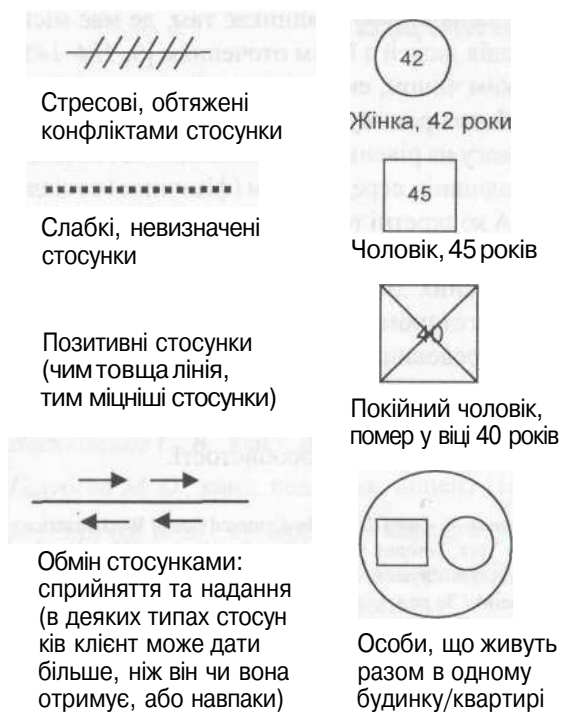 Стресові, обтяжені
конфліктами стосунки
Слабкі, невизначені
стосунки
Позитивні стосунки
(чим товща лінія,
тим міцніші стосунки)
Обмін стосунками:
сприйняття та надання
(в деяких типах стосун
ків клієнт може дати
більше, ніж він чи вона
отримує, або навпаки)
42
Жінка, 42 роки
45
Чоловік, 45 років
40
Покійний чоловік,
помер у віці 40 років
Особи, що живуть
разом в одному
будинку/квартирі